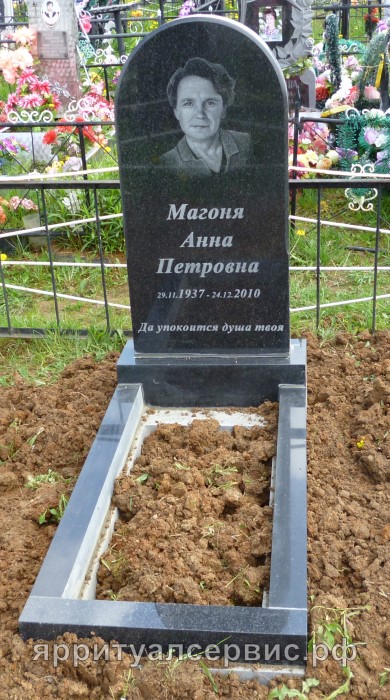 Магоня
Анна
Петровна
29.11.1937 - 24.12.2010
Да упокоится душа твоя
ярритуалсервис.рф